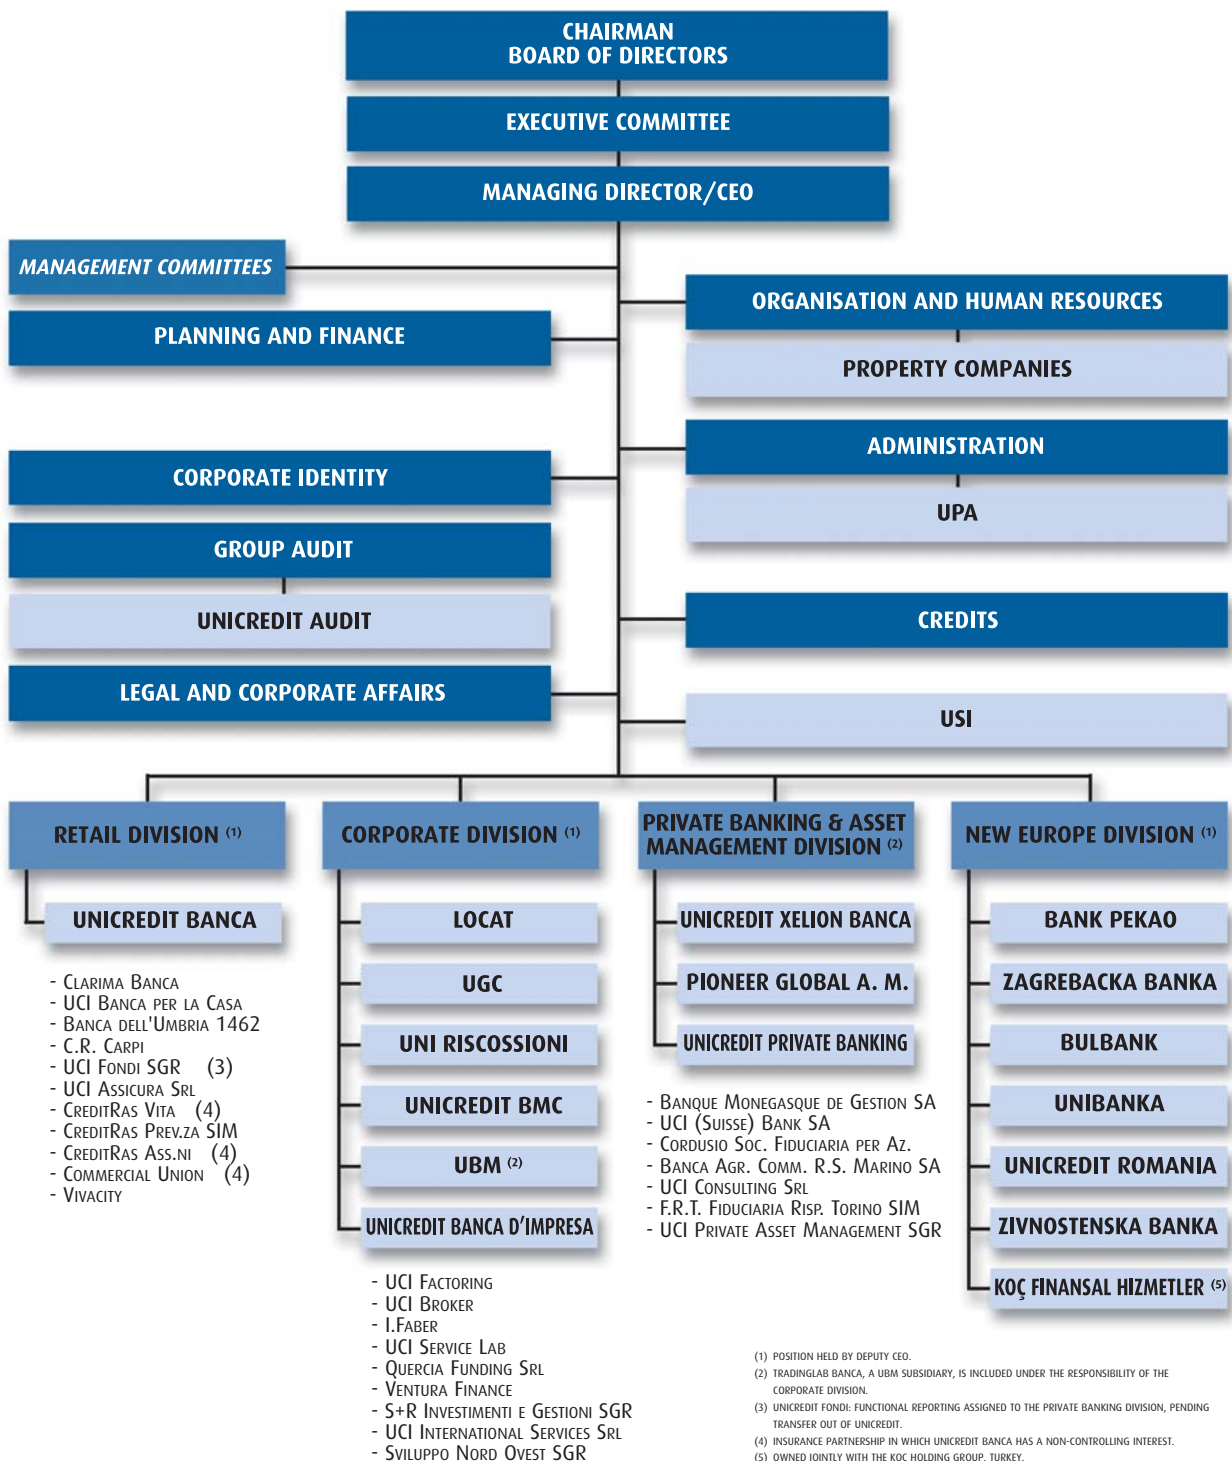 CHAIRMAN
BOARD OF DIRECTORS
EXECUTIVE COMMITTEE
MANAGING DIRECTOR/CEO
MANAGEMENT COMMITTEES
PLANNING AND FINANCE
ORGANISATION AND HUMAN RESOURCES
PROPERTY COMPANIES
ADMINISTRATION
UPA
CORPORATE IDENTITY
GROUP AUDIT
UNICREDIT AUDIT
LEGAL AND CORPORATE AFFAIRS
CREDITS
USI
RETAIL DIVISION (1)
UNICREDIT BANCA
- CLARIMA BANCA
- UCI BANCA PER LA CASA
- BANCA DELL'UMBRIA 1462
- C.R. CARPI
- UCI FONDI SGR (3)
- UCI ASSICURA SRL
- CREDITRAS VITA (4)
- CREDITRAS PREV.ZA SIM
- CREDITRAS ASS.NI (4)
- COMMERCIAL UNION (4)
- VIVACITY
CORPORATE DIVISION (1)
LOCAT
UGC
UNI RISCOSSIONI
UNICREDIT BMC
UBM (2)
UNICREDIT BANCA D'IMPRESA
- UCI FACTORING
- UCI BROKER
- I.FABER
- UCI SERVICE LAB
- QUERCIA FUNDING SRL
- VENTURA FINANCE
- S+R INVESTIMENTI E GESTIONI SGR
- UCI INTERNATIONAL SERVICES SRL
- SVILUPPO NORD OVEST SGR
PRIVATE BANKING & ASSET
MANAGEMENT DIVISION (2)
UNICREDIT XELION BANCA
PIONEER GLOBAL A. M.
UNICREDIT PRIVATE BANKING
- BANQUE MONEGASQUE DE GESTION SA
- UCI (SUISSE) BANK SA
- CORDUSIO SOC. FIDUCIARIA PER AZ.
- BANCA AGR. COMM. R.S. MARINO SA
- UCI CONSULTING SRL
- F.R.T. FIDUCIARIA RISP. TORINO SIM
- UCI PRIVATE ASSET MANAGEMENT SGR
NEW EUROPE DIVISION (1)
BANK PEKAO
ZAGREBACKA BANKA
BULBANK
UNIBANKA
UNICREDIT ROMANIA
ZIVNOSTENSKA BANKA
KOÇ FINANSAL HIZMETLER (5)
(1) POSITION HELD BY DEPUTY CEO.
(2) TRADINGLAB BANCA, A UBM SUBSIDIARY, IS INCLUDED UNDER THE RESPONSIBILITY OF THE
CORPORATE DIVISION.
(3) UNICREDIT FONDI: FUNCTIONAL REPORTING ASSIGNED TO THE PRIVATE BANKING DIVISION, PENDING
TRANSFER OUT OF UNICREDIT.
(4) INSURANCE PARTNERSHIP IN WHICH UNICREDIT BANCA HAS A NON-CONTROLLING INTEREST.
(5) OWNED JOINTLY WITH THE KOC HOLDING GROUP, TURKEY.